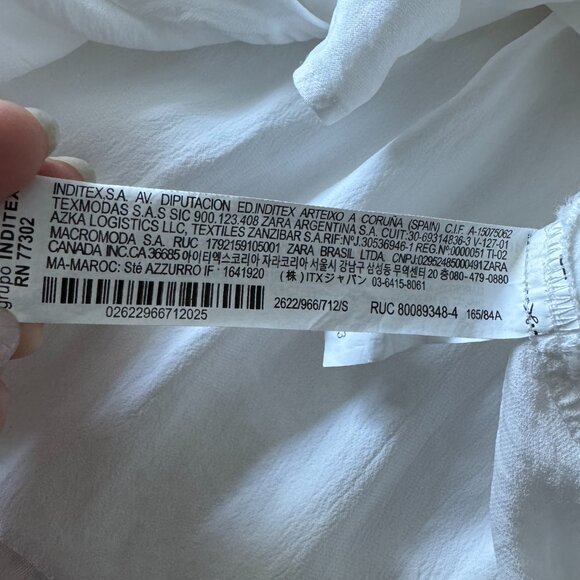 grupo INDITEX
RN 77302
INDITEX,S.A. AV. DIPUTACION ED.INDITEX ARTEIXO A CORUÑA (SPAIN) C.I.F. A-15075062
TEXMODAS S.A.S SIC 900.123.408 ZARA ARGENTINA S.A. CUIT:30-69314836-3 V-127-01
AZKA LOGISTICS LLC, TEXTILES ZANZIBAR S.A.RIF:Nº.J.30536946-1 REG.Nº:0000051 TI-02
MACROMODA S.A. RUC 1792159105001 ZARA BRASIL LTDA. CNPJ:02952485000491ZARA
CANADA INC.CA 36685 아이티엑스코리아 자라코리아 서울시 강남구 삼성동 무역센터 20 층080-479-0880
MA-MAROC: Sté AZZURRO IF · 1641920 (株) ITXジャパン 03-6415-8061
02622966712025
2622/966/712/S RUC 80089348-4 165/84A